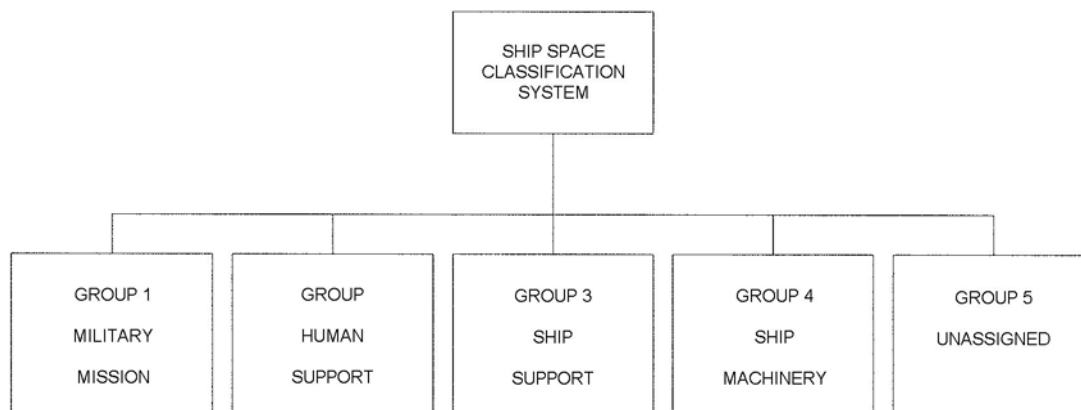 SHIP SPACE
CLASSIFICATION
SYSTEM
GROUP 1
MILITARY
MISSION
GROUP
HUMAN
SUPPORT
GROUP 3
SHIP
SUPPORT
GROUP 4
SHIP
MACHINERY
GROUP 5
UNASSIGNED